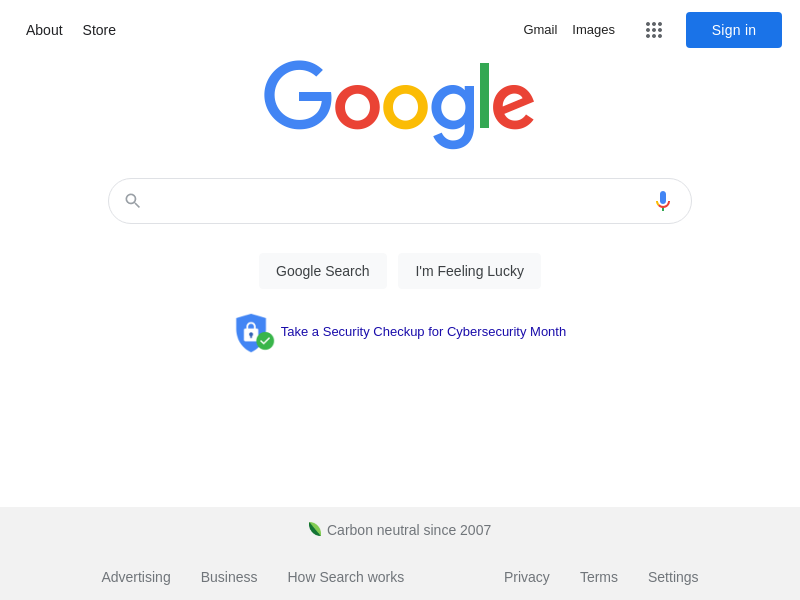 About Store Gmail Images Sign in
Google
Google Search I'm Feeling Lucky
Take a Security Checkup for Cybersecurity Month
Carbon neutral since 2007
Advertising Business How Search works Privacy Terms Settings